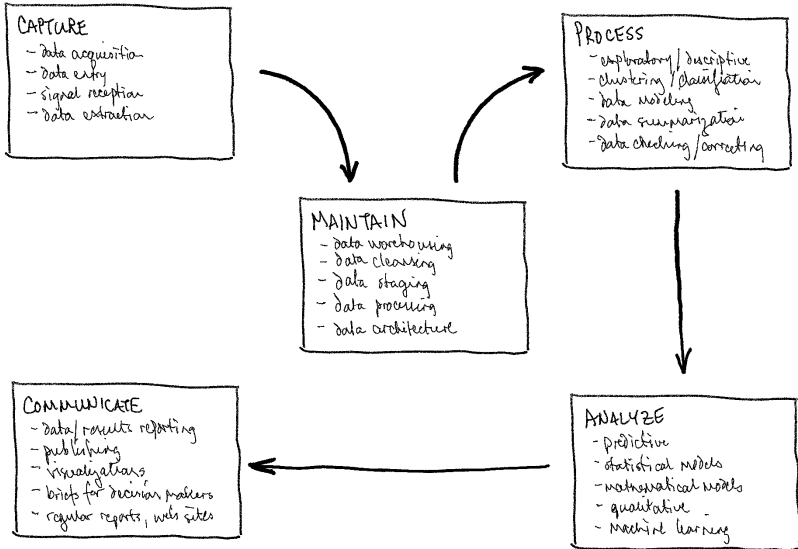 CAPTURE
- data acquisition
- data entry
- signal reception
- data extraction
MAINTAIN
- data warehousing
- data cleansing
- data staging
- data processing
- data architecture
PROCESS
- exploratory/descriptive
- clustering/classification
- data modeling
- data summarization
- data checking/correcting
ANALYZE
- predictive
- statistical models
- mathematical models
- qualitative
- machine learning
COMMUNICATE
- data/results reporting
- publishing
- visualizations
- briefs for decision makers
- regular reports, web sites